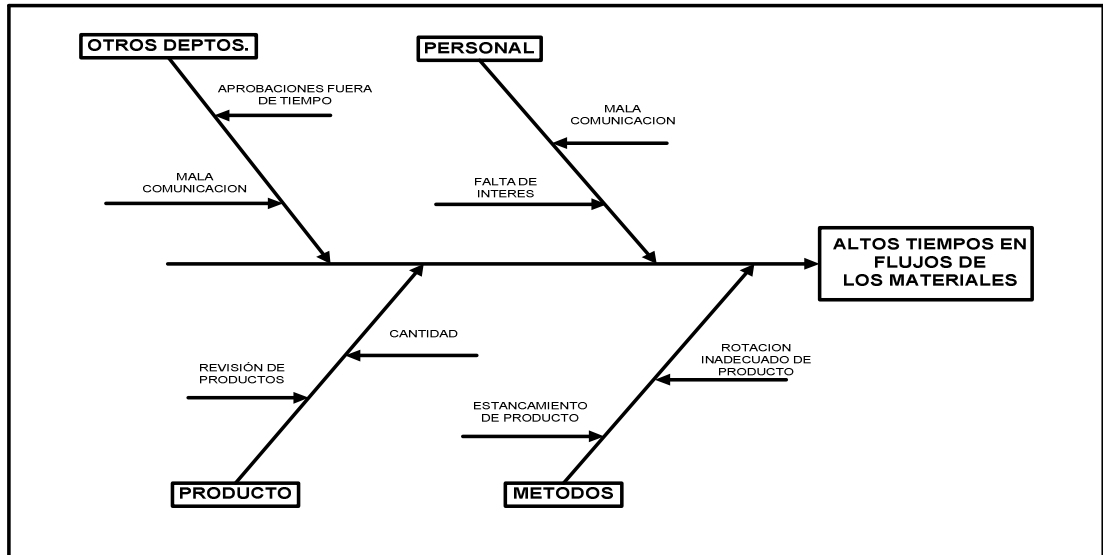 OTROS DEPTOS.
PERSONAL
APROBACIONES FUERA
DE TIEMPO
MALA
COMUNICACION
MALA
COMUNICACION
FALTA DE
INTERES
ALTOS TIEMPOS EN
FLUJOS DE
LOS MATERIALES
CANTIDAD
REVISIÓN DE
PRODUCTOS
ROTACION
INADECUADO DE
PRODUCTO
ESTANCAMIENTO
DE PRODUCTO
PRODUCTO
METODOS